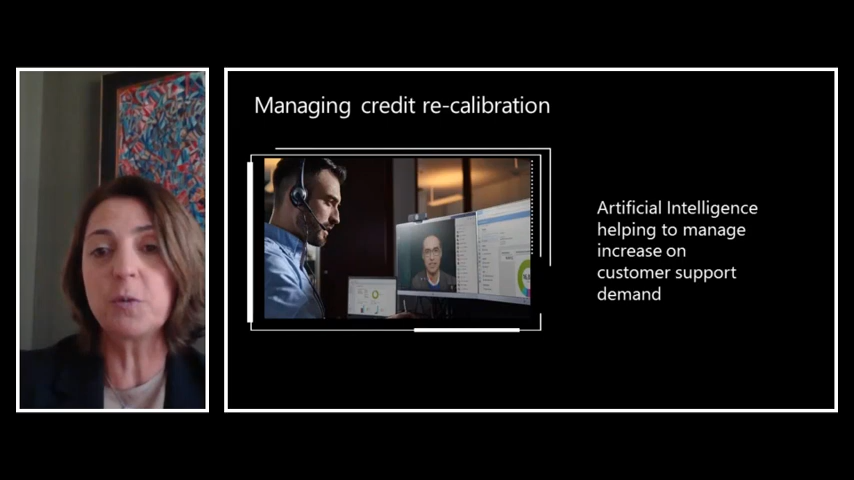 Managing credit re-calibration
Artificial Intelligence
helping to manage
increase on
customer support
demand